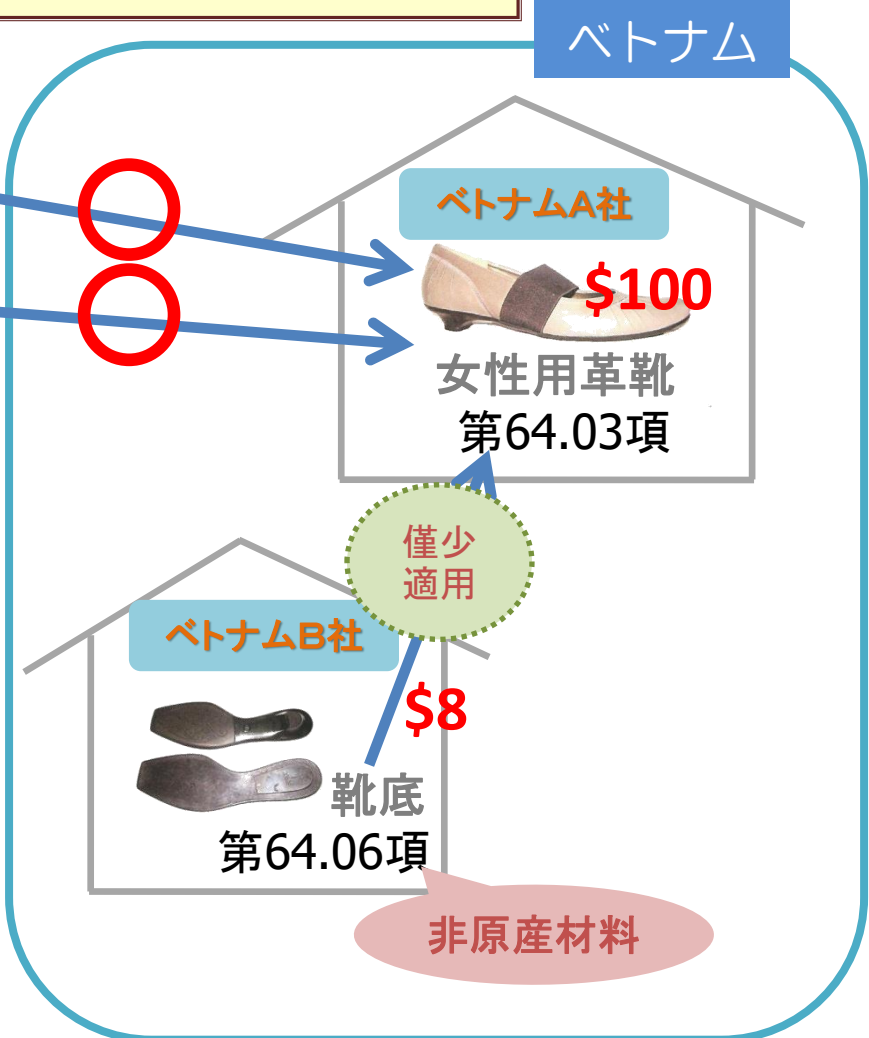 ベトナム
ベトナムA社
$100
女性用革靴
第64.03項
僅少
適用
ベトナムB社
$8
靴底
第64.06項
非原産材料